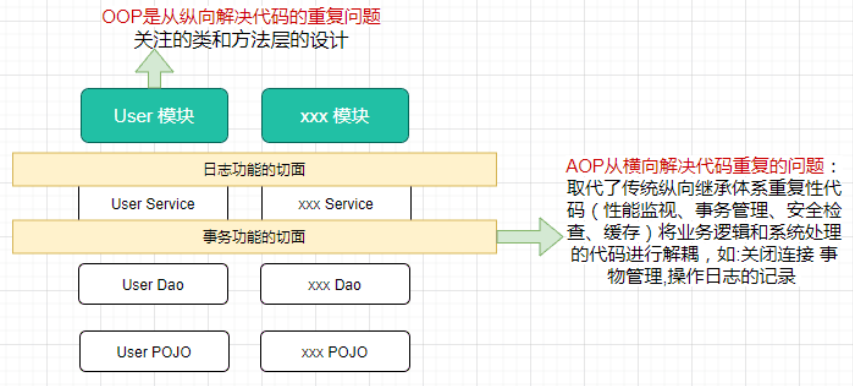 OOP是从纵向解决代码的重复问题
关注的类和方法层的设计
User 模块
xxx 模块
日志功能的切面
User Service
xxx Service
事务功能的切面
User Dao
xxx Dao
User POJO
xxx POJO
AOP从横向解决代码重复的问题：
取代了传统纵向继承体系重复性代
码（性能监视、事务管理、安全检
查、缓存）将业务逻辑和系统处理
的代码进行解耦，如:关闭连接 事
物管理,操作日志的记录